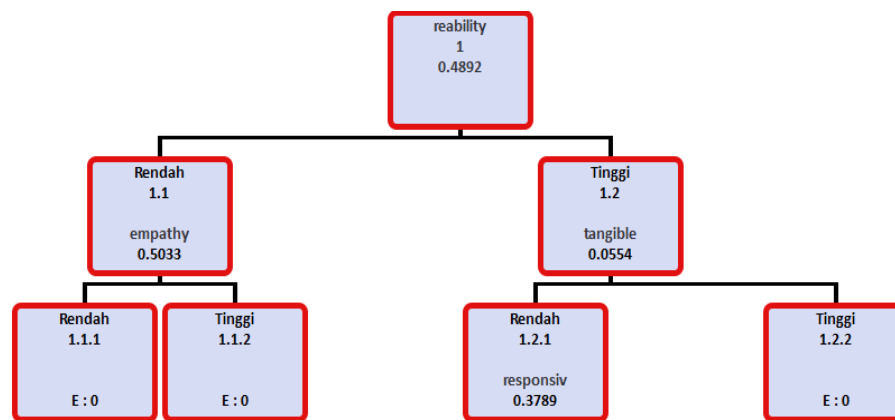 reability
1
0.4892
Rendah
1.1
empathy
0.5033
Tinggi
1.2
tangible
0.0554
Rendah
1.1.1
E : 0
Tinggi
1.1.2
E : 0
Rendah
1.2.1
responsiv
0.3789
Tinggi
1.2.2
E : 0